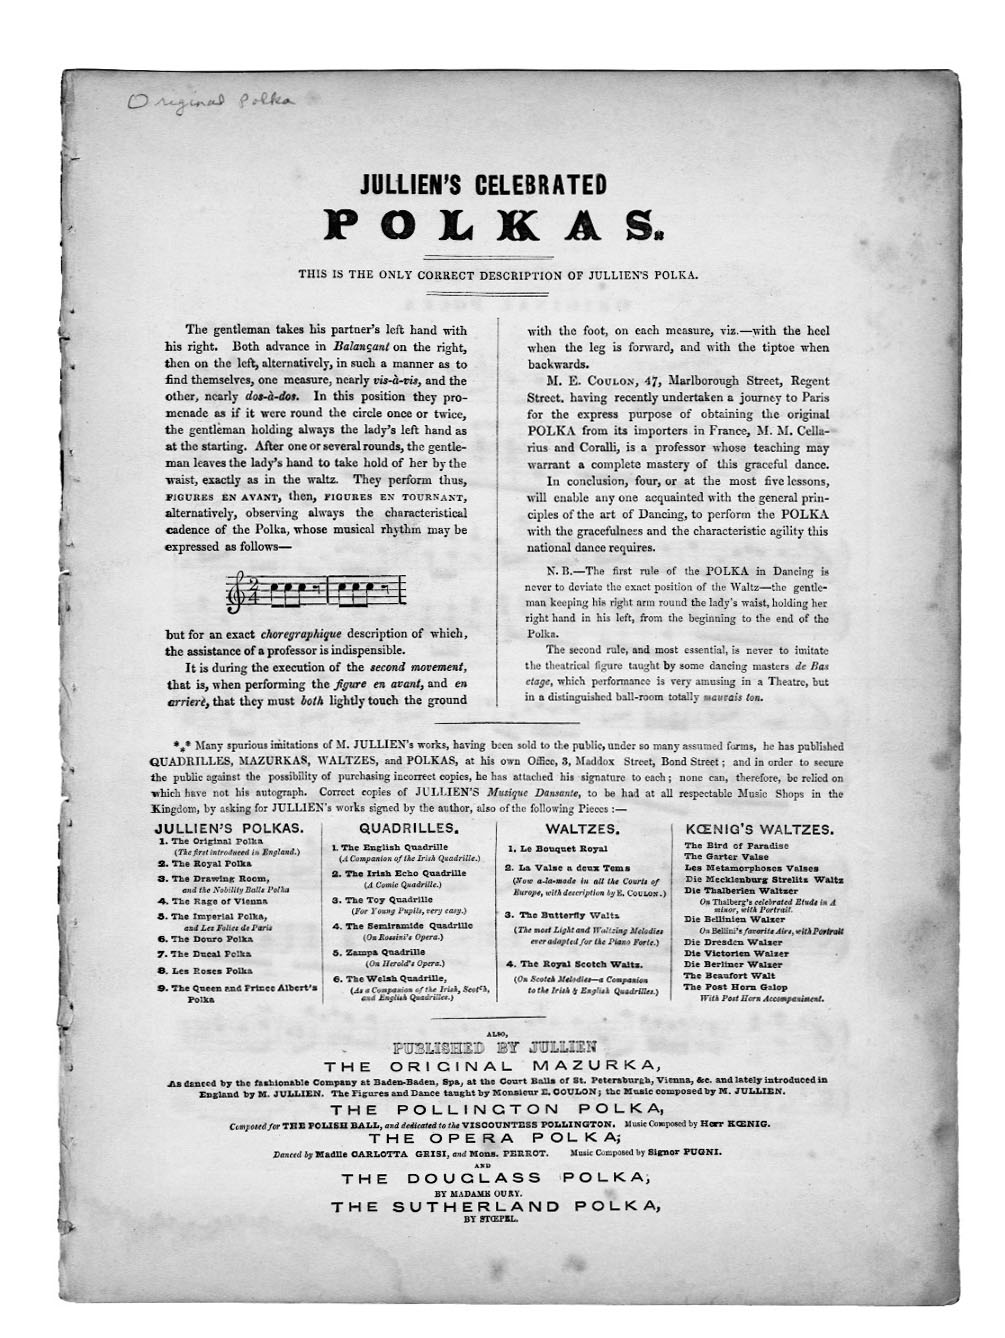 Original Polka
JULLIEN'S CELEBRATED
POLKAS.
THIS IS THE ONLY CORRECT DESCRIPTION OF JULLIEN'S POLKA.
The gentleman takes his partner's left hand with
his right. Both advance in Balançant on the right,
then on the left, alternatively, in such a manner as to
find themselves, one measure, nearly vis-à-vis, and the
other, nearly dos-à-dos. In this position they pro-
menade as if it were round the circle once or twice,
the gentleman holding always the lady's left hand as
at the starting. After one or several rounds, the gentle-
man leaves the lady's hand to take hold of her by the
waist, exactly as in the waltz. They perform thus,
FIGURES EN AVANT, then, FIGURES EN TOURNANT,
alternatively, observing always the characteristical
cadence of the Polka, whose musical rhythm may be
expressed as follows—
2
4
but for an exact choregraphique description of which,
the assistance of a professor is indispensible.
It is during the execution of the second movement,
that is, when performing the figure en avant, and en
arrierè, that they must both lightly touch the ground
with the foot, on each measure, viz.—with the heel
when the leg is forward, and with the tiptoe when
backwards.
M. E. COULON, 47, Marlborough Street, Regent
Street. having recently undertaken a journey to Paris
for the express purpose of obtaining the original
POLKA from its importers in France, M. M. Cella-
rius and Coralli, is a professor whose teaching may
warrant a complete mastery of this graceful dance.
In conclusion, four, or at the most five lessons,
will enable any one acquainted with the general prin-
ciples of the art of Dancing, to perform the POLKA
with the gracefulness and the characteristic agility this
national dance requires.
N. B.—The first rule of the POLKA in Dancing is
never to deviate the exact position of the Waltz—the gentle-
man keeping his right arm round the lady's waist, holding her
right hand in his left, from the beginning to the end of the
Polka.
The second rule, and most essential, is never to imitate
the theatrical figure taught by some dancing masters de Bas
etage, which performance is very amusing in a Theatre, but
in a distinguished ball-room totally mauvais ton.
*** Many spurious imitations of M. JULLIEN's works, having been sold to the public, under so many assumed forms, he has published
QUADRILLES, MAZURKAS, WALTZES, and POLKAS, at his own Office, 3, Maddox Street, Bond Street; and in order to secure
the public against the possibility of purchasing incorrect copies, he has attached his signature to each; none can, therefore, be relied on
which have not his autograph. Correct copies of JULLIEN'S Musique Dansante, to be had at all respectable Music Shops in the
Kingdom, by asking for JULLIEN's works signed by the author, also of the following Pieces:—
JULLIEN'S POLKAS.
1. The Original Polka
(The first introduced in England.)
2. The Royal Polka
3. The Drawing Room,
and the Nobility Balls Polka
4. The Rage of Vienna
5. The Imperial Polka,
and Les Folies de Paris
6. The Douro Polka
7. The Ducal Polka
8. Les Roses Polka
9. The Queen and Prince Albert's
Polka
QUADRILLES.
1. The English Quadrille
(A Companion of the Irish Quadrille.)
2. The Irish Echo Quadrille
(A Comic Quadrille.)
3. The Toy Quadrille
(For Young Pupils, very easy.)
4. The Semiramide Quadrille
(On Rossini's Opera.)
5. Zampa Quadrille
(On Herold's Opera.)
6. The Welsh Quadrille,
(As a Companion of the Irish, Scotch,
and English Quadrilles.)
WALTZES.
1. Le Bouquet Royal
2. La Valse a deux Tems
(Now a-la-mode in all the Courts of
Europe, with description by E. COULON.)
3. The Butterfly Waltz
(The most Light and Waltzing Melodies
ever adapted for the Piano Forte.)
4. The Royal Scotch Waltz.
(On Scotch Melodies—a Companion
to the Irish & English Quadrilles.)
KŒNIG'S WALTZES.
The Bird of Paradise
The Garter Valse
Les Metamorphoses Valses
Die Mecklenburg Strelitz Waltz
Die Thalberien Waltzer
On Thalberg's celebrated Etude in A
minor, with Portrait.
Die Bellinien Walzer
On Bellini's favorite Airs, with Portrait
Die Dresden Walzer
Die Victorien Walzer
Die Berliner Walzer
The Beaufort Walt
The Post Horn Galop
With Post Horn Accompaniment.
ALSO,
PUBLISHED BY JULLIEN
THE ORIGINAL MAZURKA,
As danced by the fashionable Company at Baden-Baden, Spa, at the Court Balls of St. Petersburgh, Vienna, &c. and lately introduced in
England by M. JULLIEN. The Figures and Dance taught by Monsieur E. COULON; the Music composed by M. JULLIEN.
THE POLLINGTON POLKA,
Composed for THE POLISH BALL, and dedicated to the VISCOUNTESS POLLINGTON. Music Composed by Herr KŒNIG.
THE OPERA POLKA;
Danced by Madlle CARLOTTA GRISI, and Mons. PERROT. Music Composed by Signor PUGNI.
AND
THE DOUGLASS POLKA,
BY MADAME OURY.
THE SUTHERLAND POLKA,
BY STŒPEL.